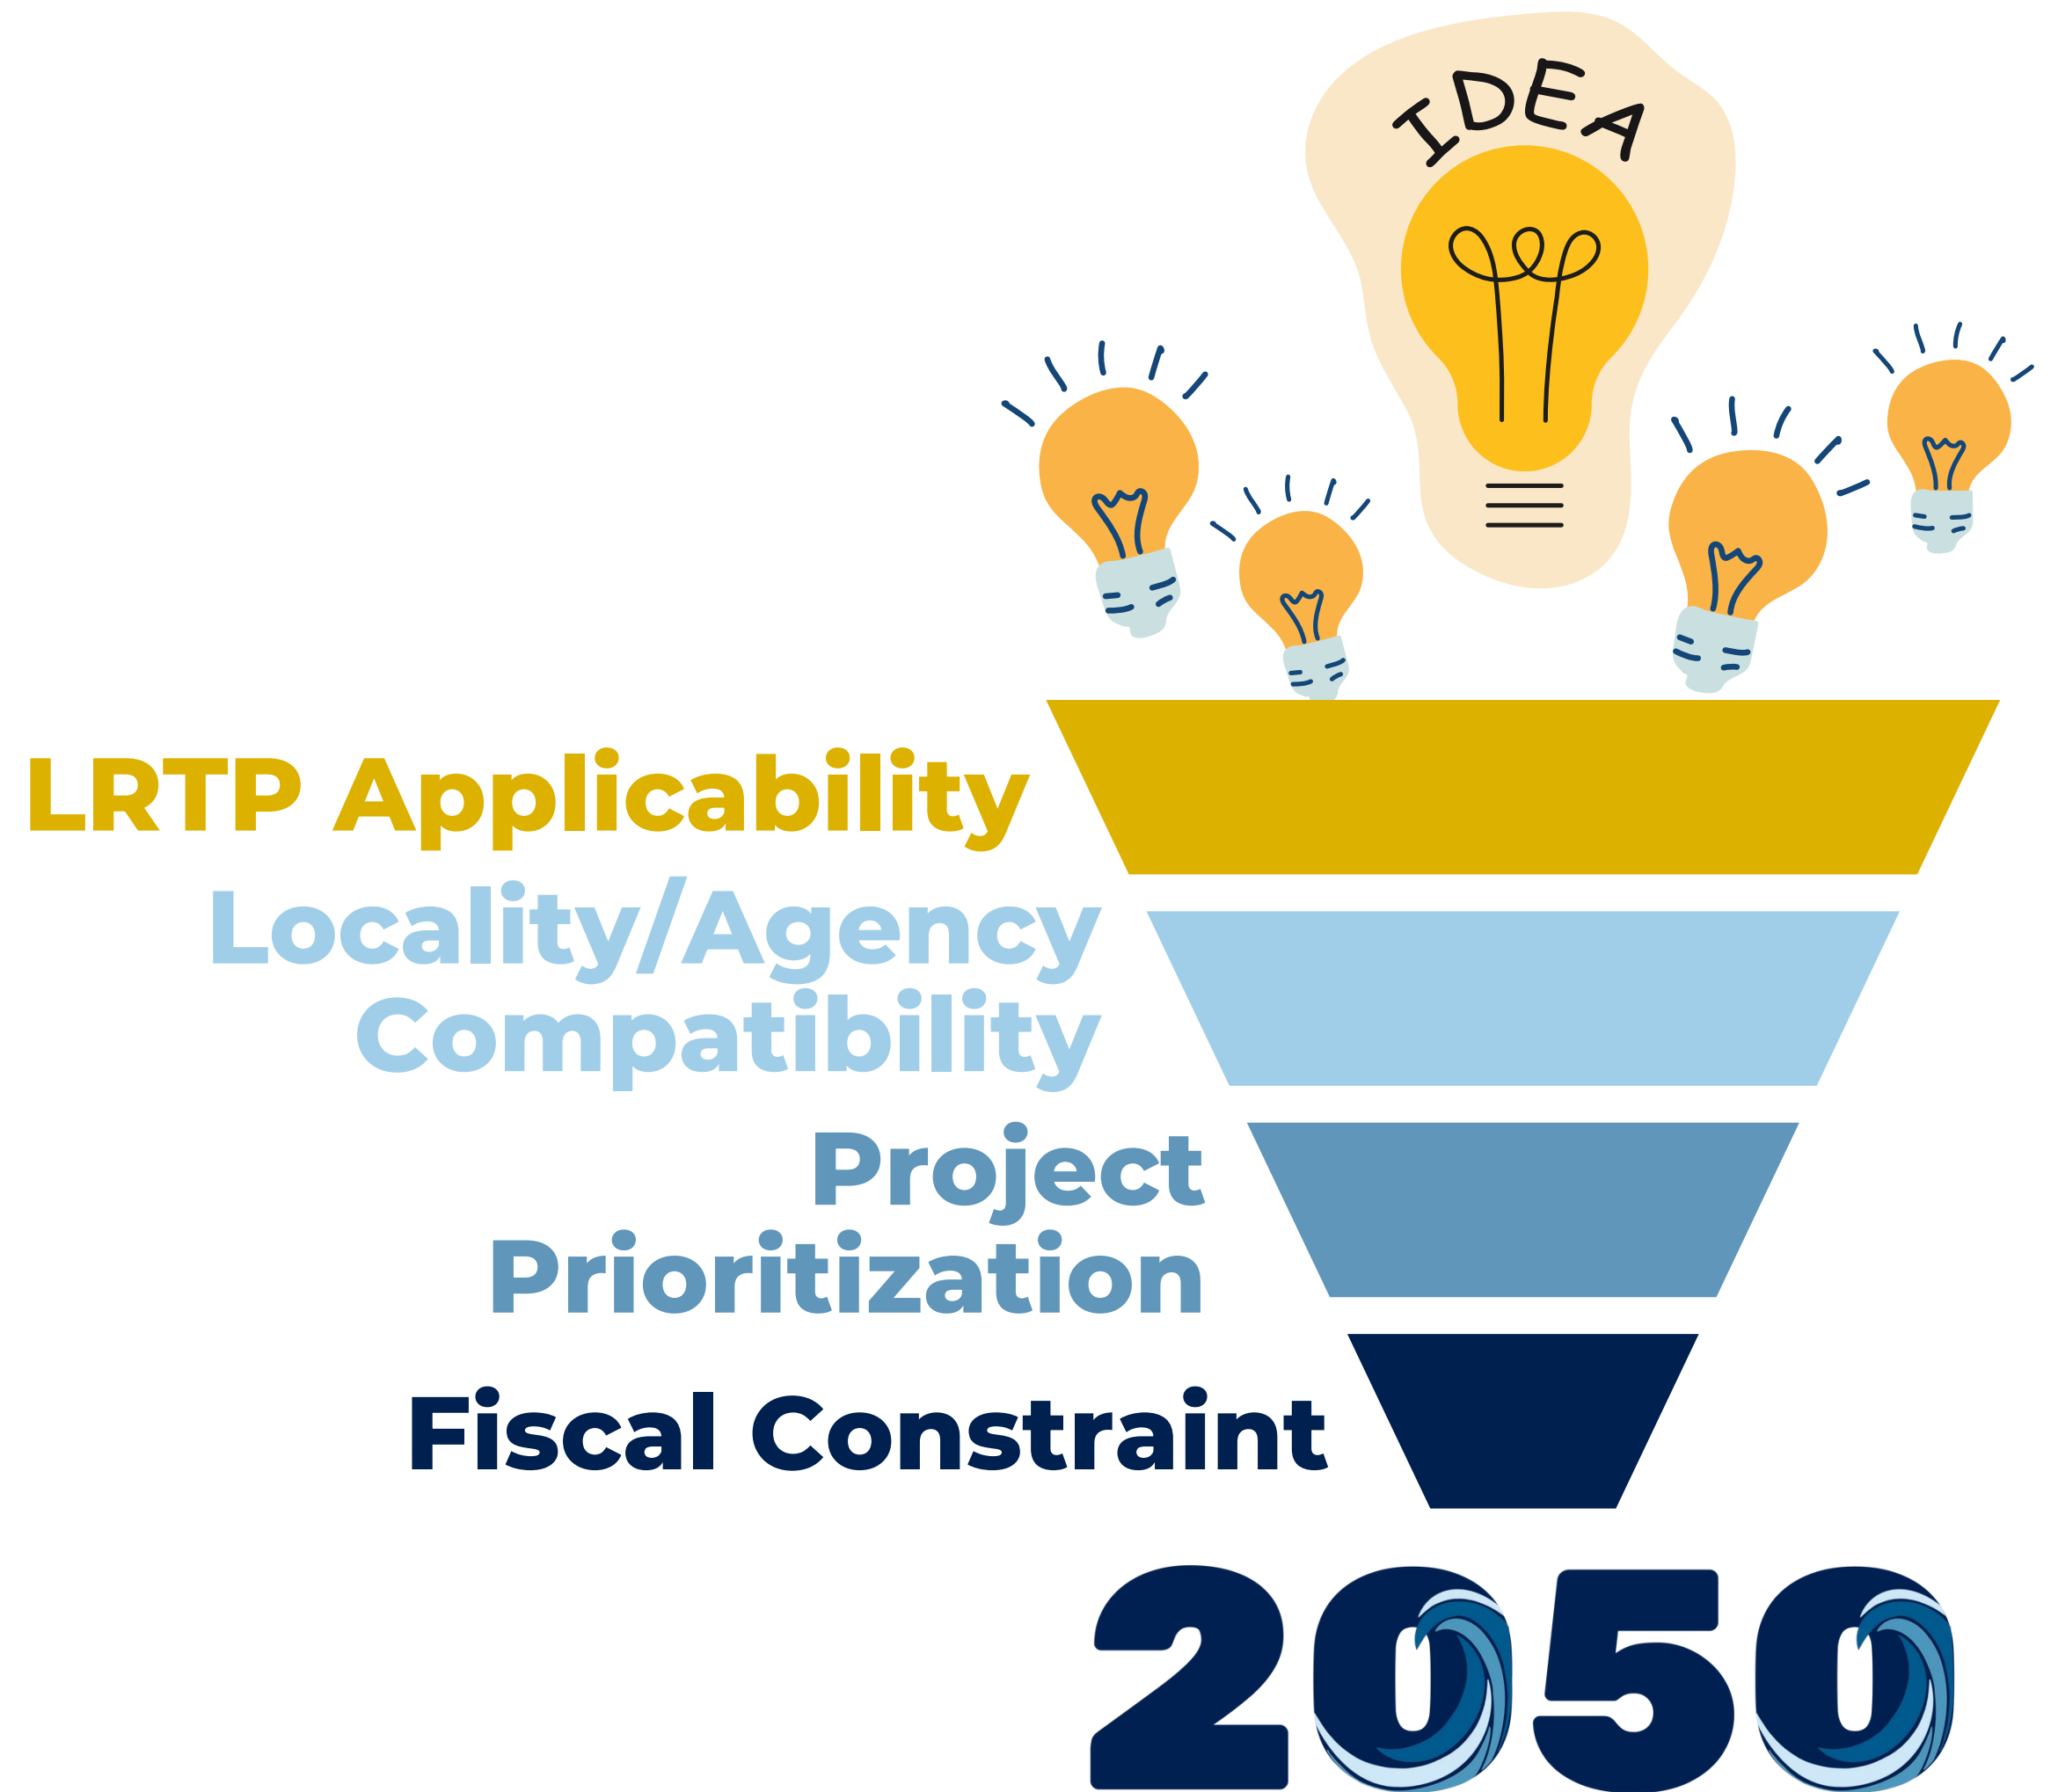 IDEA
LRTP Applicability
Locality/Agency
Compatibility
Project
Prioritization
Fiscal Constraint
2050